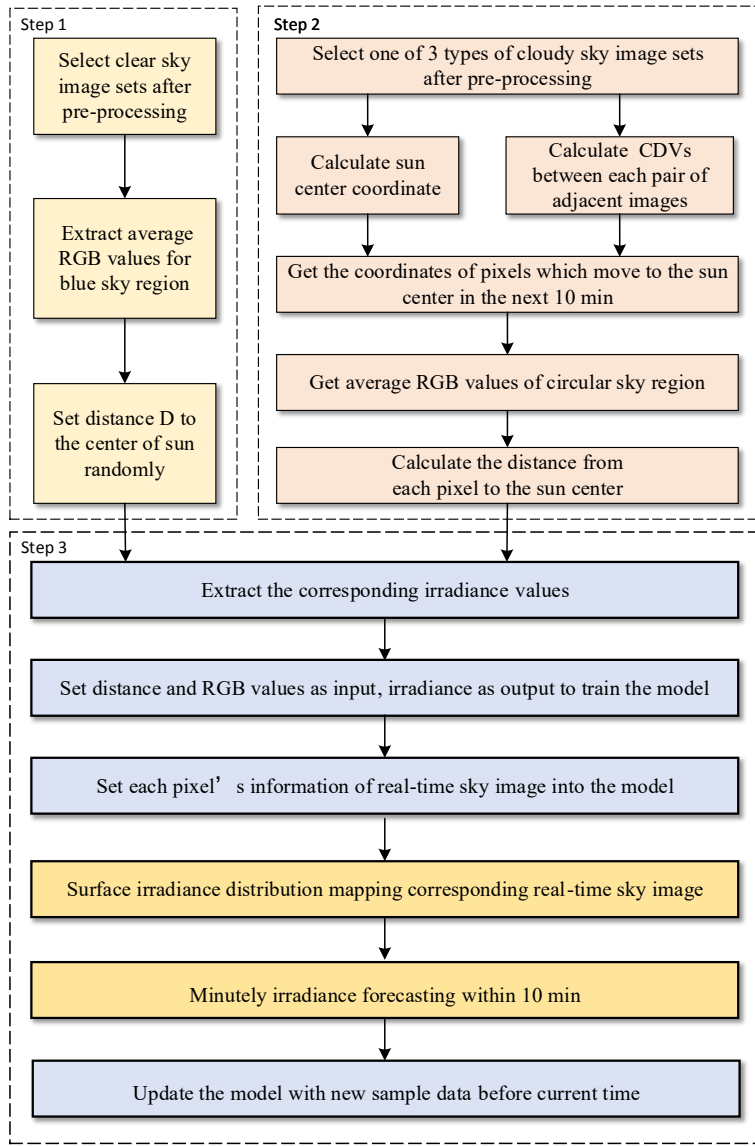 Step 1
Select clear sky
image sets after
pre-processing
Extract average
RGB values for
blue sky region
Set distance D to
the center of sun
randomly
Step 2
Select one of 3 types of cloudy sky image sets
after pre-processing
Calculate sun
center coordinate
Calculate CDVs
between each pair of
adjacent images
Get the coordinates of pixels which move to the sun
center in the next 10 min
Get average RGB values of circular sky region
Calculate the distance from
each pixel to the sun center
Step 3
Extract the corresponding irradiance values
Set distance and RGB values as input, irradiance as output to train the model
Set each pixel’s information of real-time sky image into the model
Surface irradiance distribution mapping corresponding real-time sky image
Minutely irradiance forecasting within 10 min
Update the model with new sample data before current time